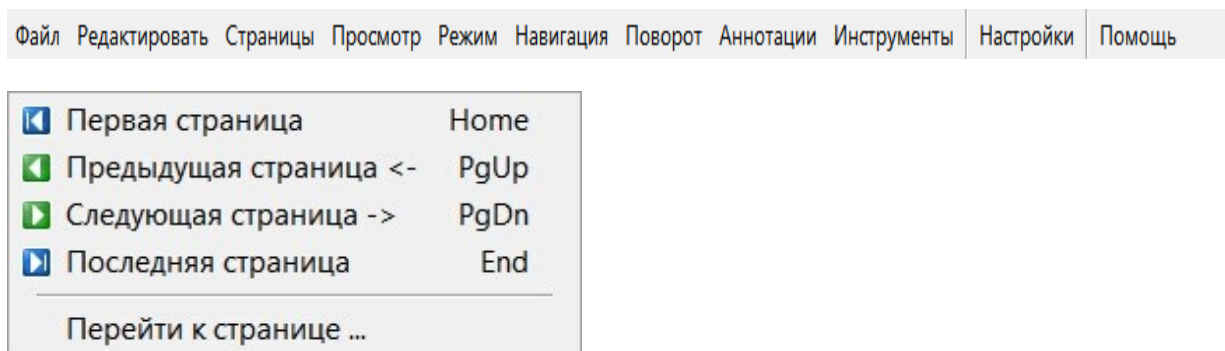 Файл Редактировать Страницы Просмотр Режим Навигация Поворот Аннотации Инструменты Настройки Помощь
Первая страница Home
Предыдущая страница <- PgUp
Следующая страница -> PgDn
Последняя страница End
Перейти к странице ...